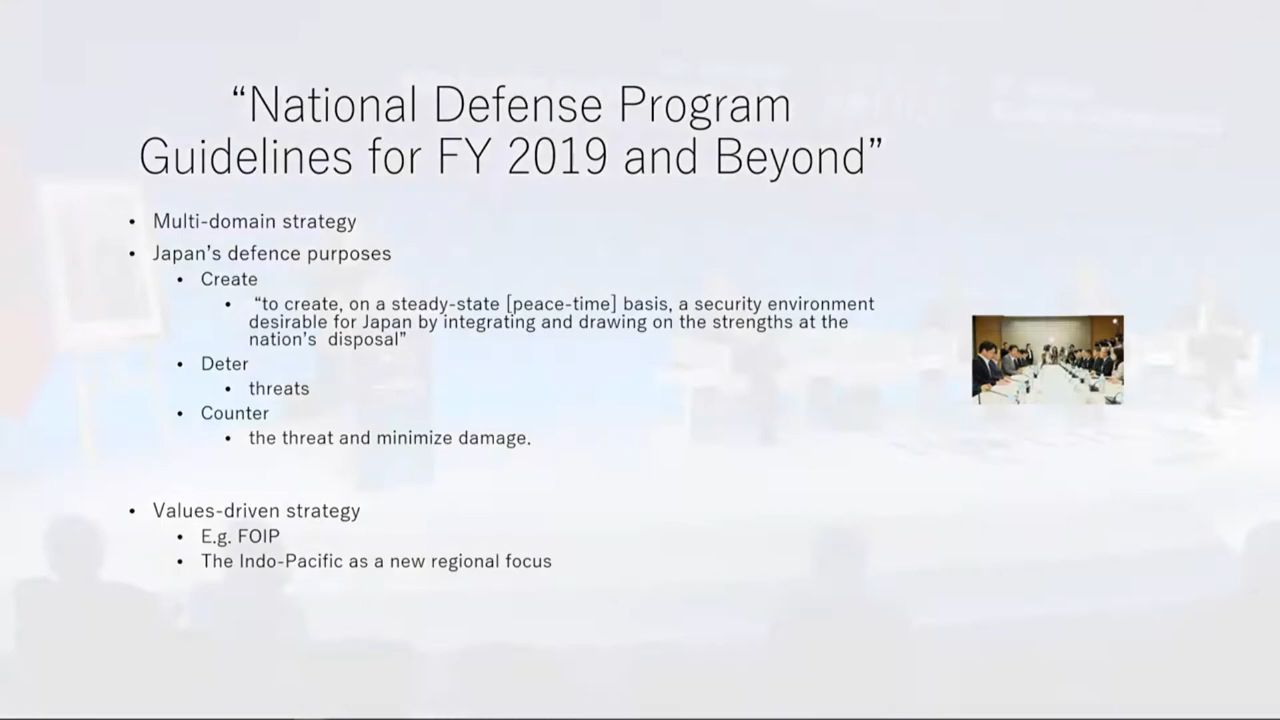 “National Defense Program
Guidelines for FY 2019 and Beyond”
• Multi-domain strategy
• Japan’s defence purposes
• Create
• “to create, on a steady-state [peace-time] basis, a security environment
desirable for Japan by integrating and drawing on the strengths at the
nation’s disposal”
• Deter
• threats
• Counter
• the threat and minimize damage.
• Values-driven strategy
• E.g. FOIP
• The Indo-Pacific as a new regional focus